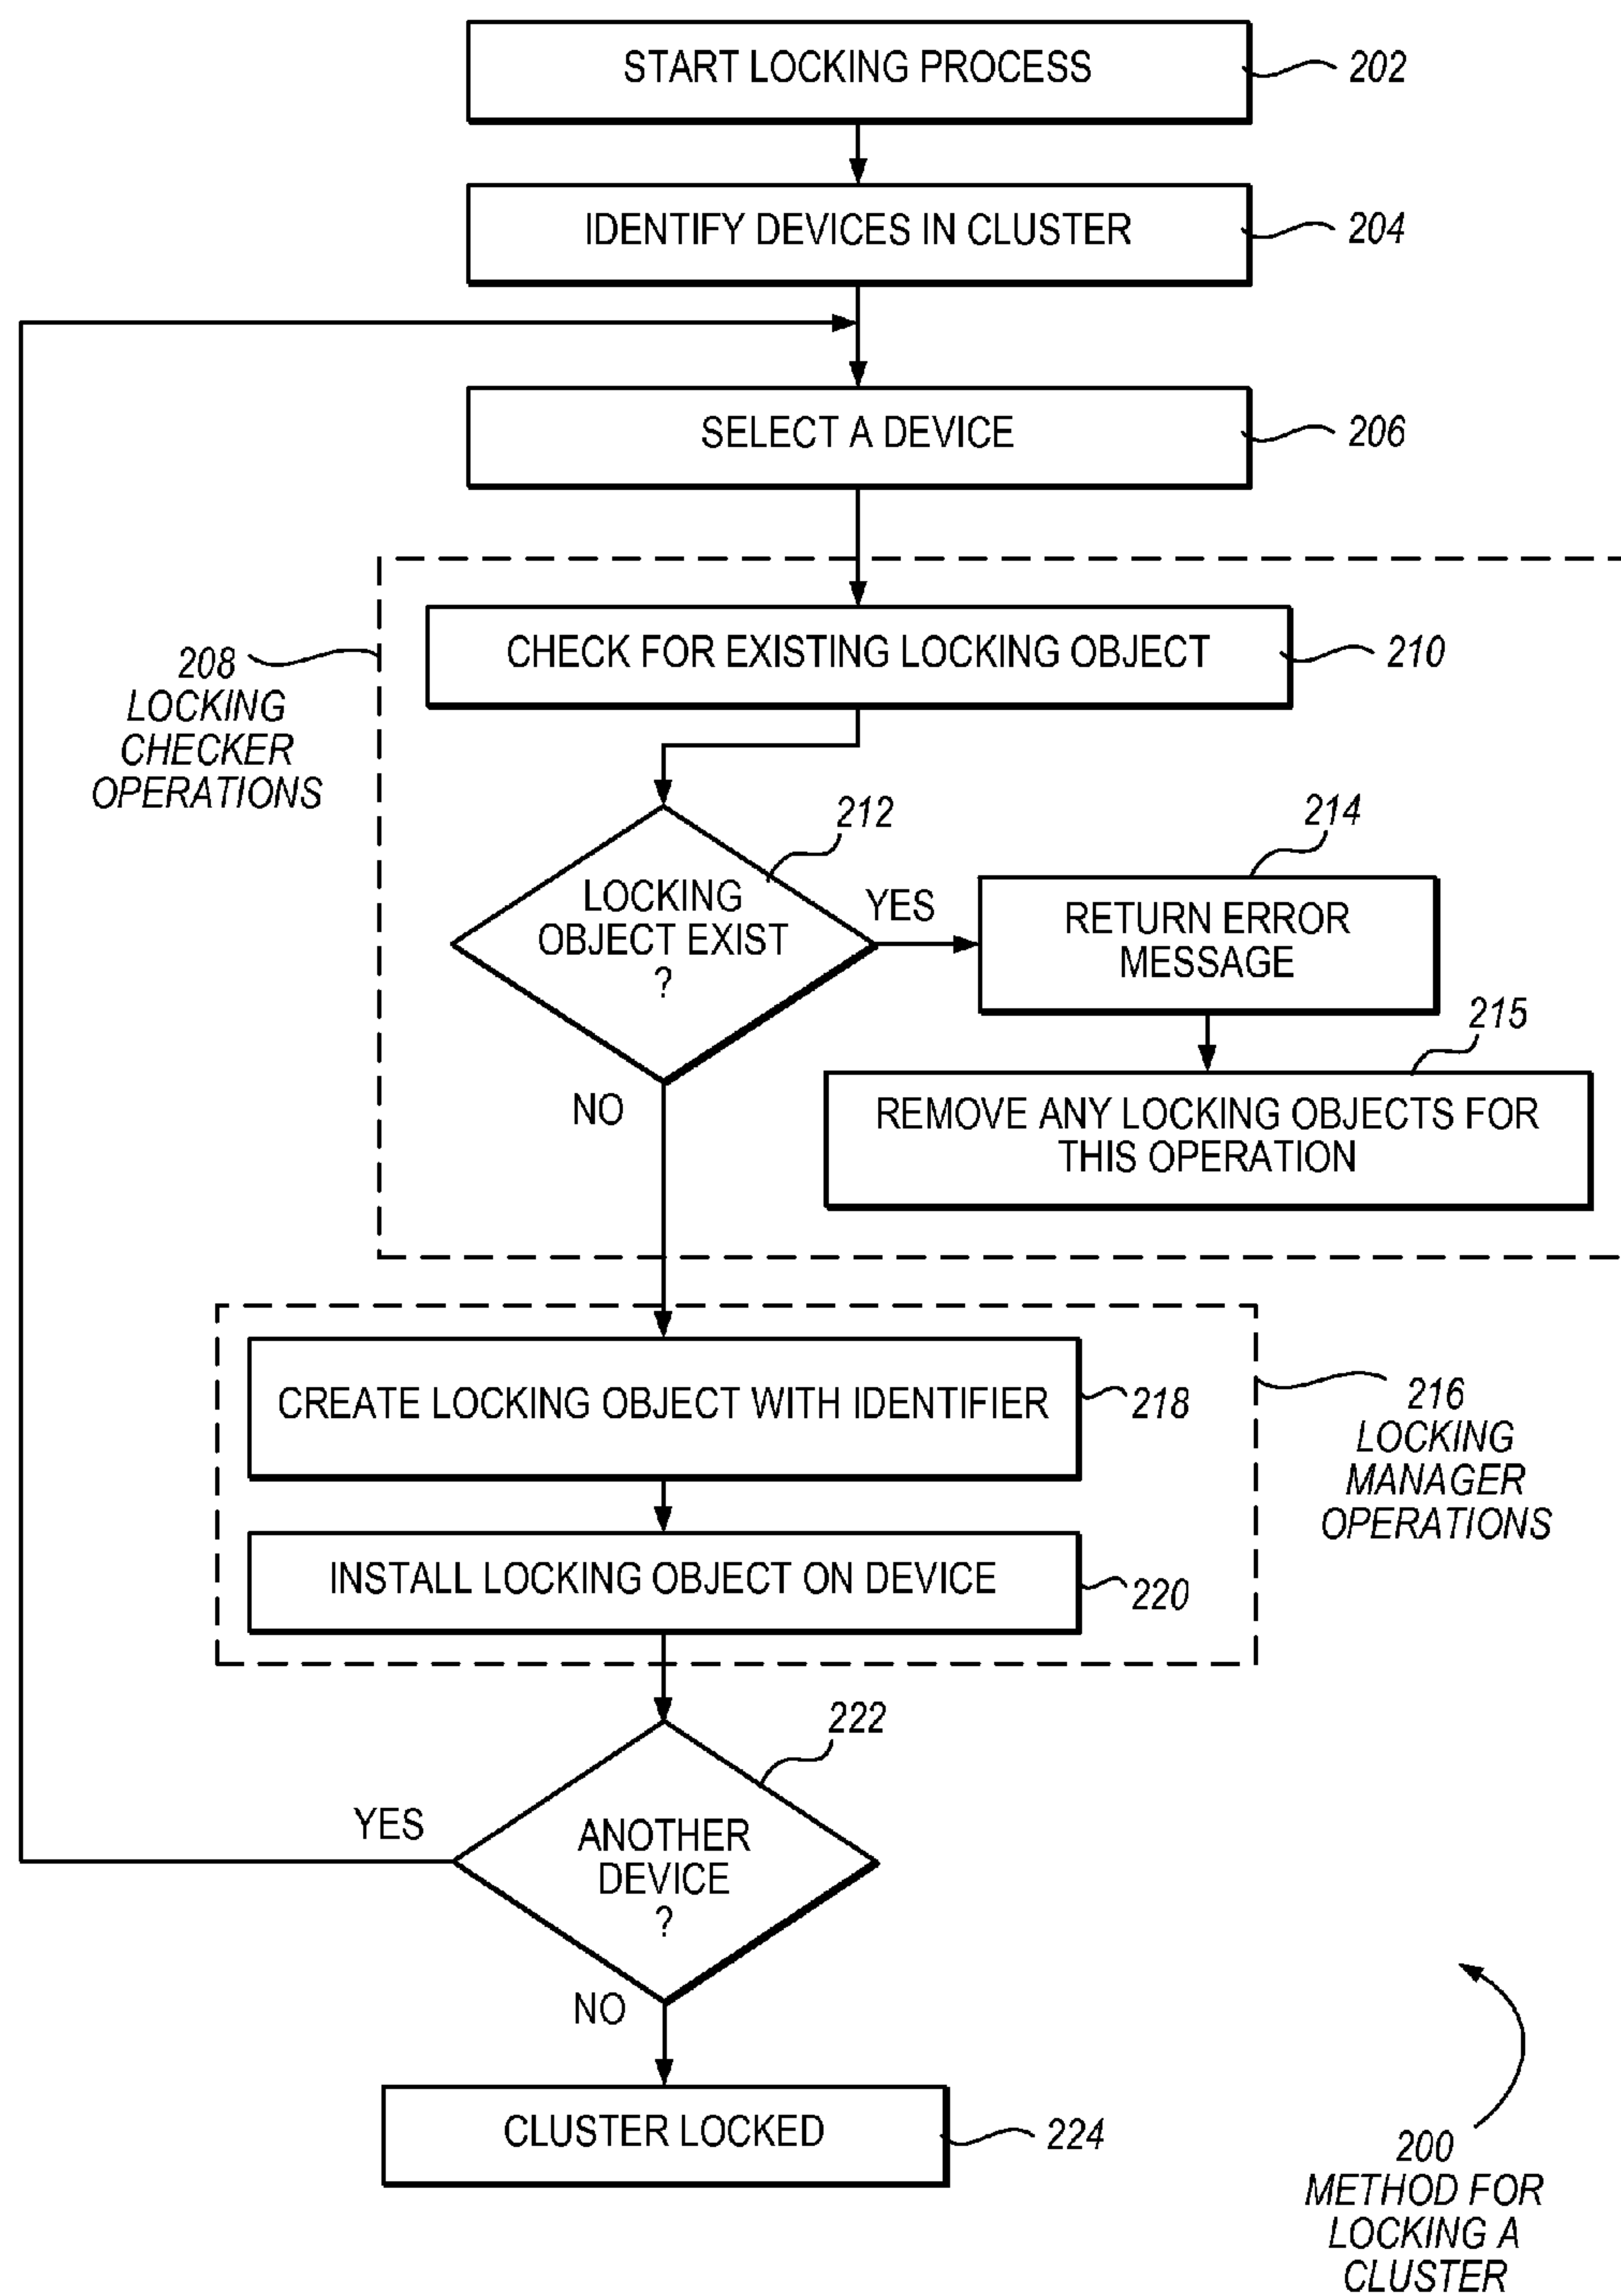 START LOCKING PROCESS
202
IDENTIFY DEVICES IN CLUSTER
204
SELECT A DEVICE
206
208
LOCKING
CHECKER
OPERATIONS
CHECK FOR EXISTING LOCKING OBJECT
210
LOCKING
OBJECT EXIST
?
212
YES
214
RETURN ERROR
MESSAGE
215
REMOVE ANY LOCKING OBJECTS FOR
THIS OPERATION
NO
CREATE LOCKING OBJECT WITH IDENTIFIER
218
216
LOCKING
MANAGER
OPERATIONS
INSTALL LOCKING OBJECT ON DEVICE
220
222
YES
ANOTHER
DEVICE
?
NO
CLUSTER LOCKED
224
200
METHOD FOR
LOCKING A
CLUSTER